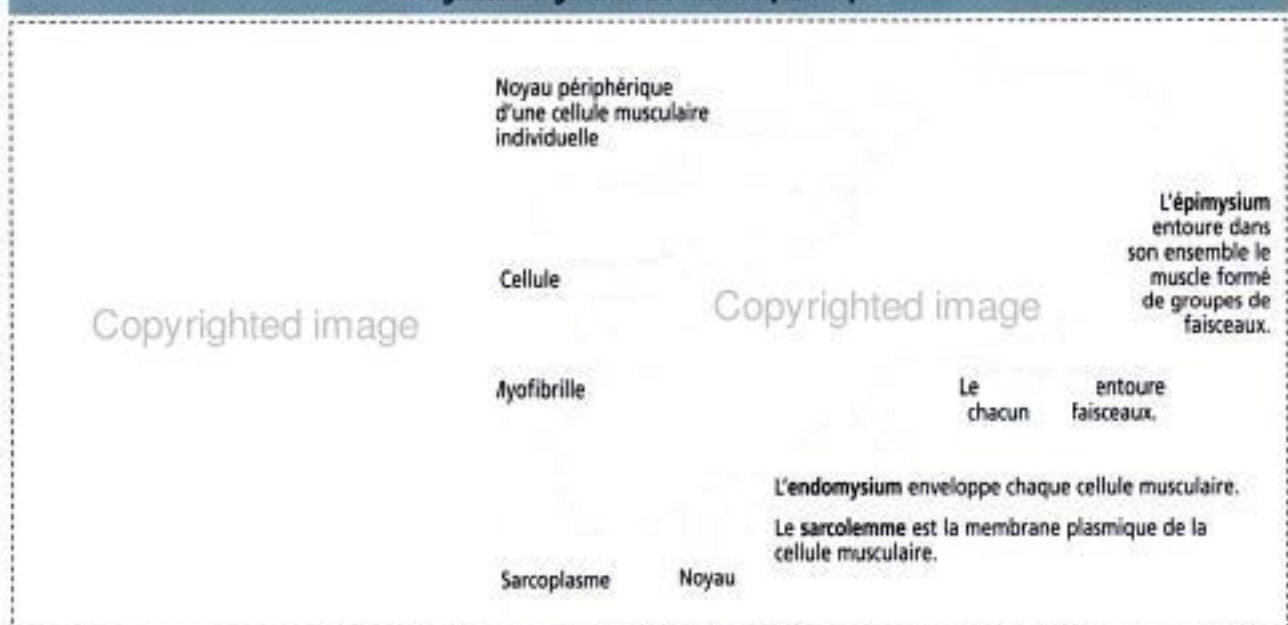 Noyau périphérique
d'une cellule musculaire
individuelle
L'épimysium
entoure dans
son ensemble le
muscle formé
de groupes de
faisceaux.
Cellule
Copyrighted image
Copyrighted image
yofibrille
Le entoure
chacun faisceaux.
L'endomysium enveloppe chaque cellule musculaire.
Le sarcolemme est la membrane plasmique de la
cellule musculaire.
Sarcoplasme Noyau